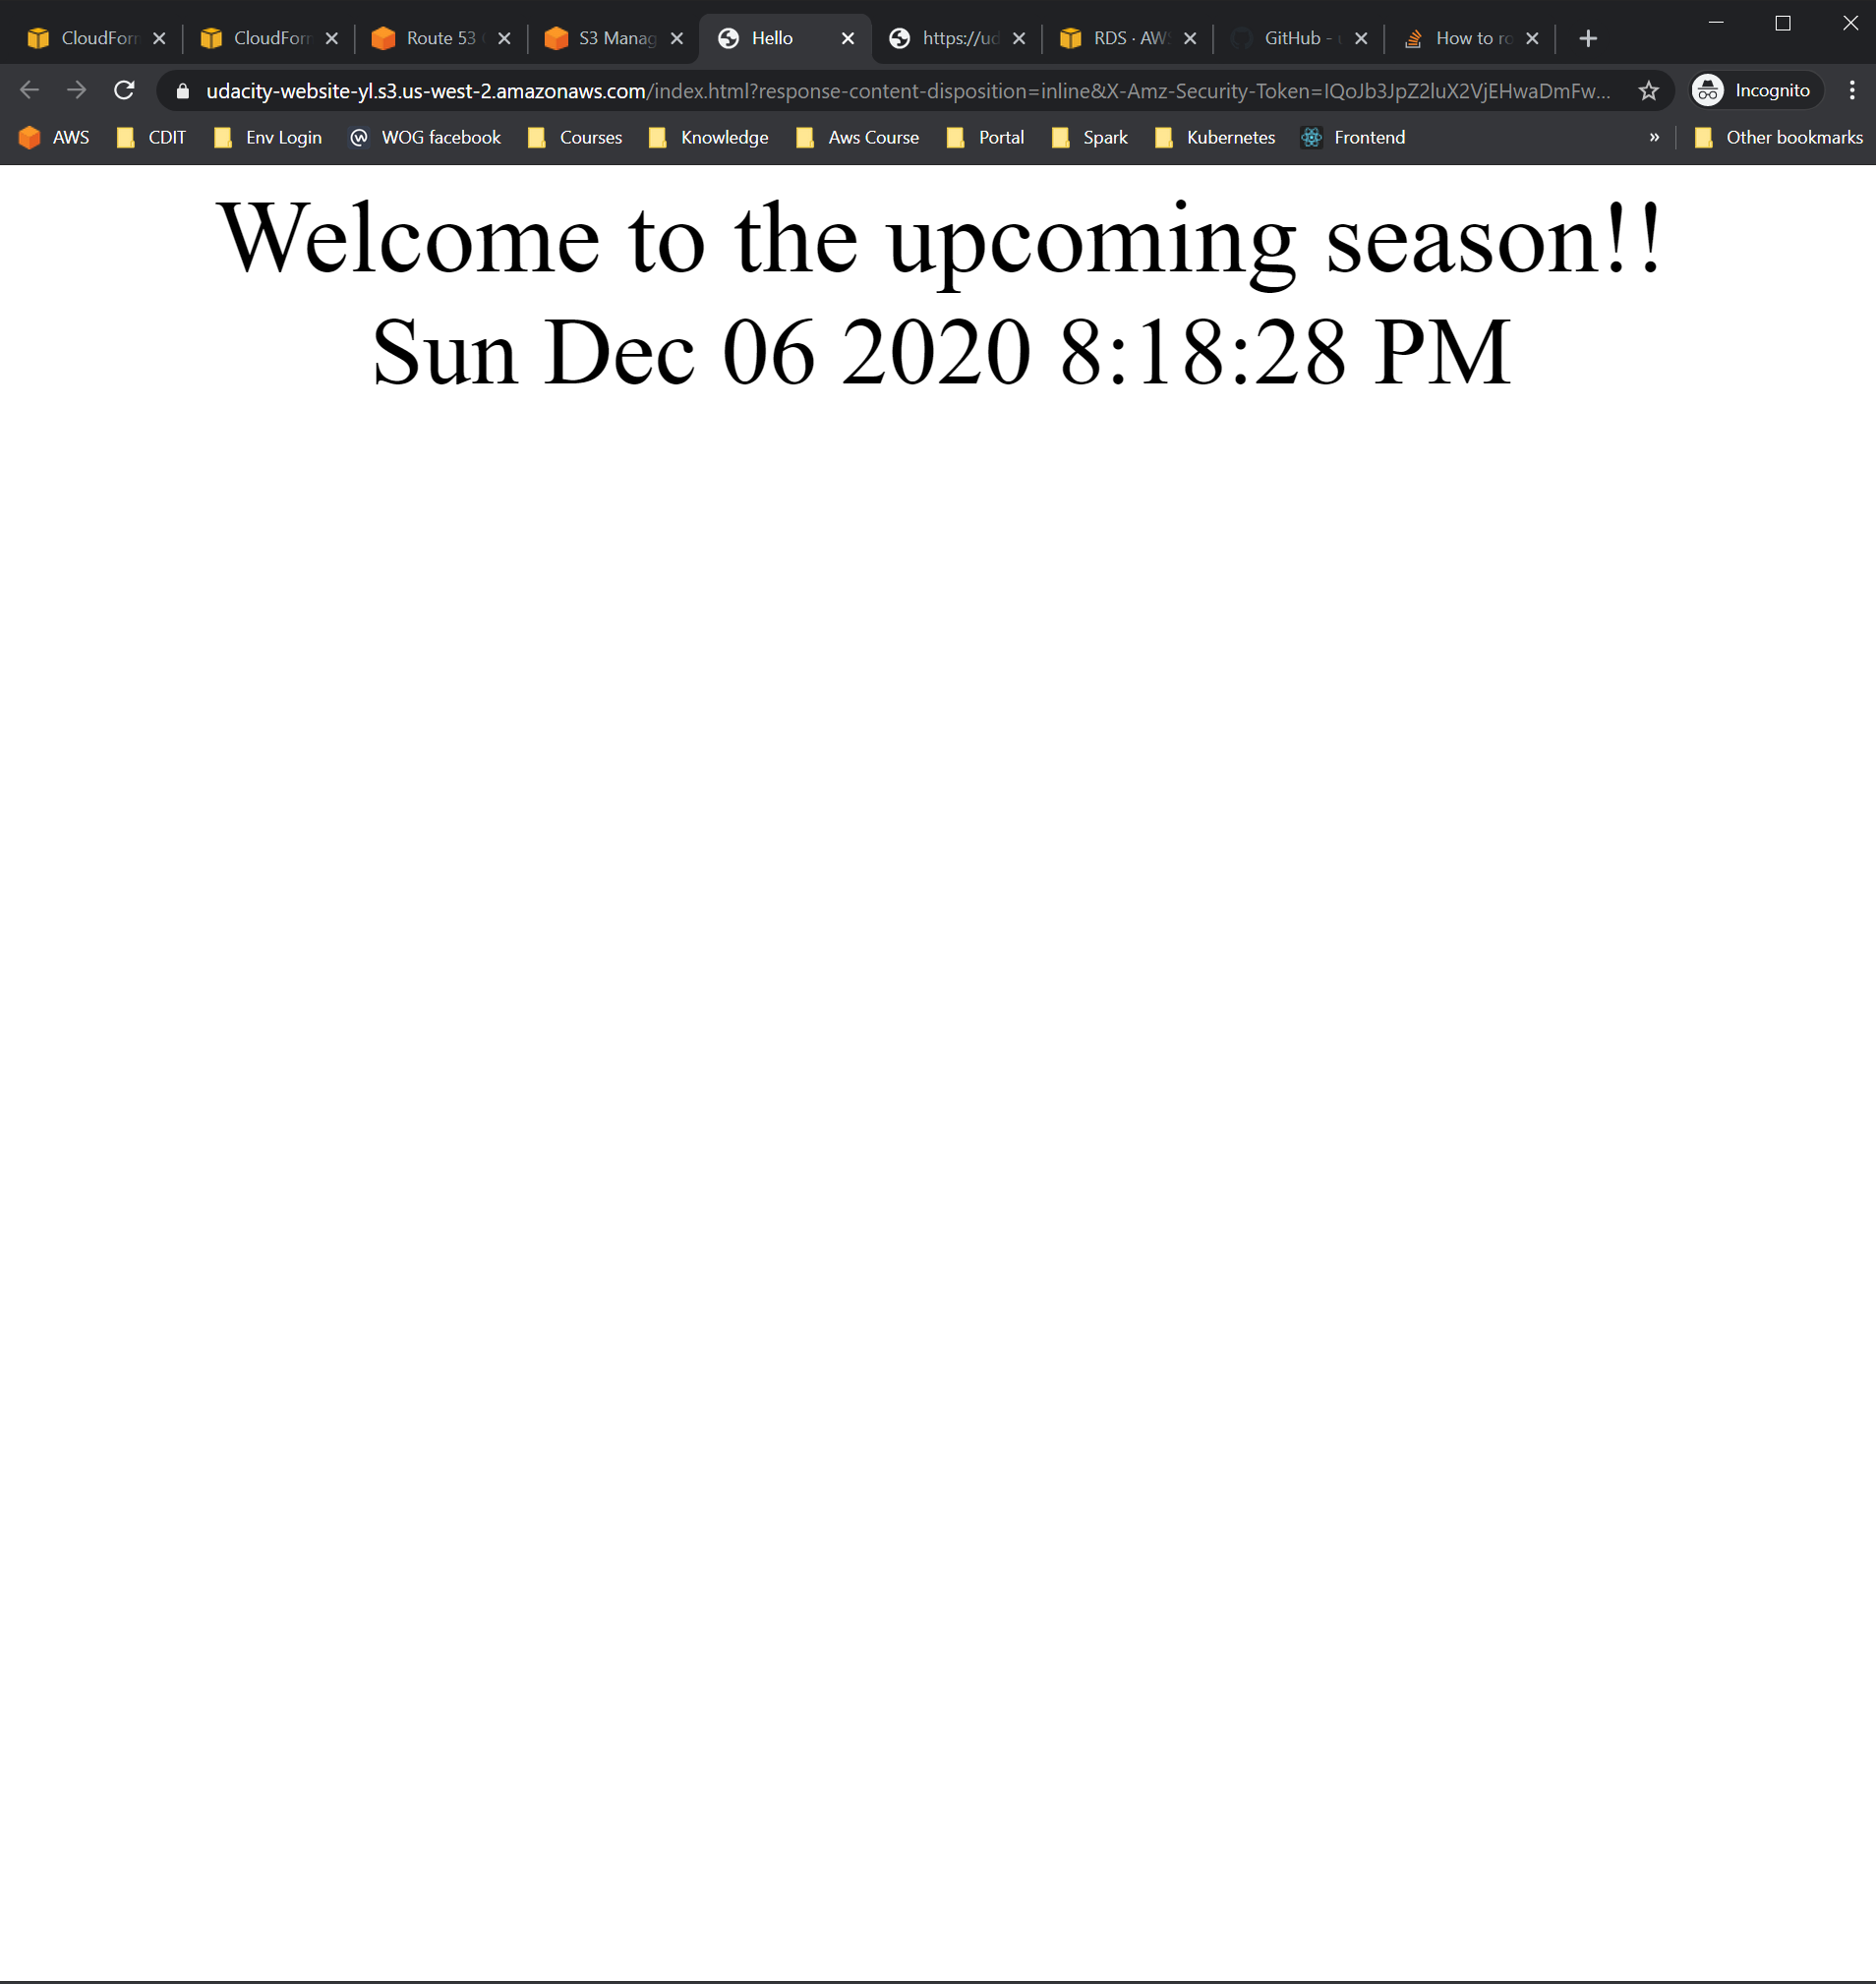 CloudForm
CloudForm
Route 53
S3 Manag
Hello
https://ud
RDS · AWS
GitHub -
How to ro
udacity-website-yl.s3.us-west-2.amazonaws.com/index.html?response-content-disposition=inline&X-Amz-Security-Token=IQoJb3JpZ2luX2VjEHwaDmFw...
Incognito
AWS
CDIT
Env Login
WOG facebook
Courses
Knowledge
Aws Course
Portal
Spark
Kubernetes
Frontend
»
Other bookmarks
Welcome to the upcoming season!!
Sun Dec 06 2020 8:18:28 PM